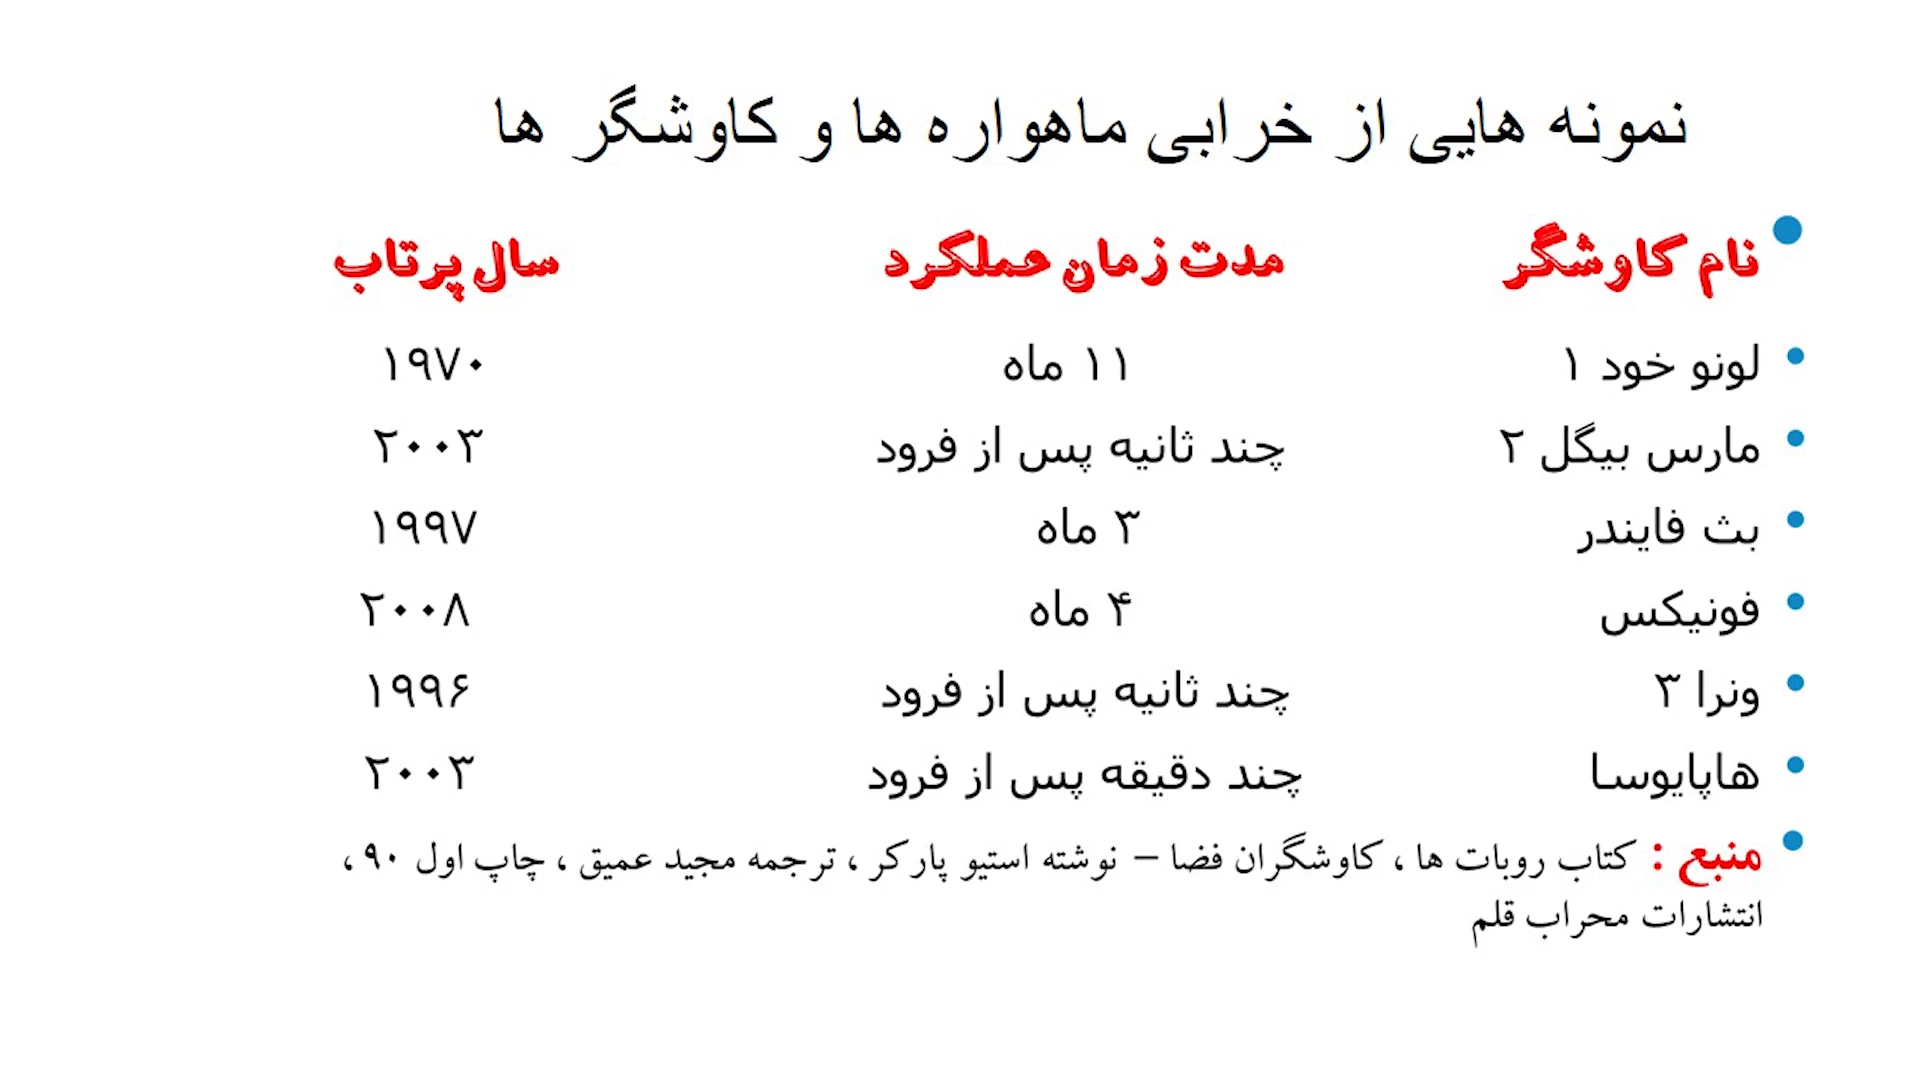 نمونه هایی از خرابی ماهواره ها و کاوشگر ها
نام کاوشگر مدت زمان عملکرد سال پرتاب
لونو خود ۱ ۱۱ ماه ۱۹۷۰
مارس بیگل ۲ چند ثانیه پس از فرود ۲۰۰۳
بث فایندر ۳ ماه ۱۹۹۷
فونیکس ۴ ماه ۲۰۰۸
ونرا ۳ چند ثانیه پس از فرود ۱۹۹۶
هاپایوسا چند دقیقه پس از فرود ۲۰۰۳
منبع : کتاب روبات ها ، کاوشگران فضا – نوشته استیو پارکر ، ترجمه مجید عمیق ، چاپ اول ۹۰ ،
انتشارات محراب قلم